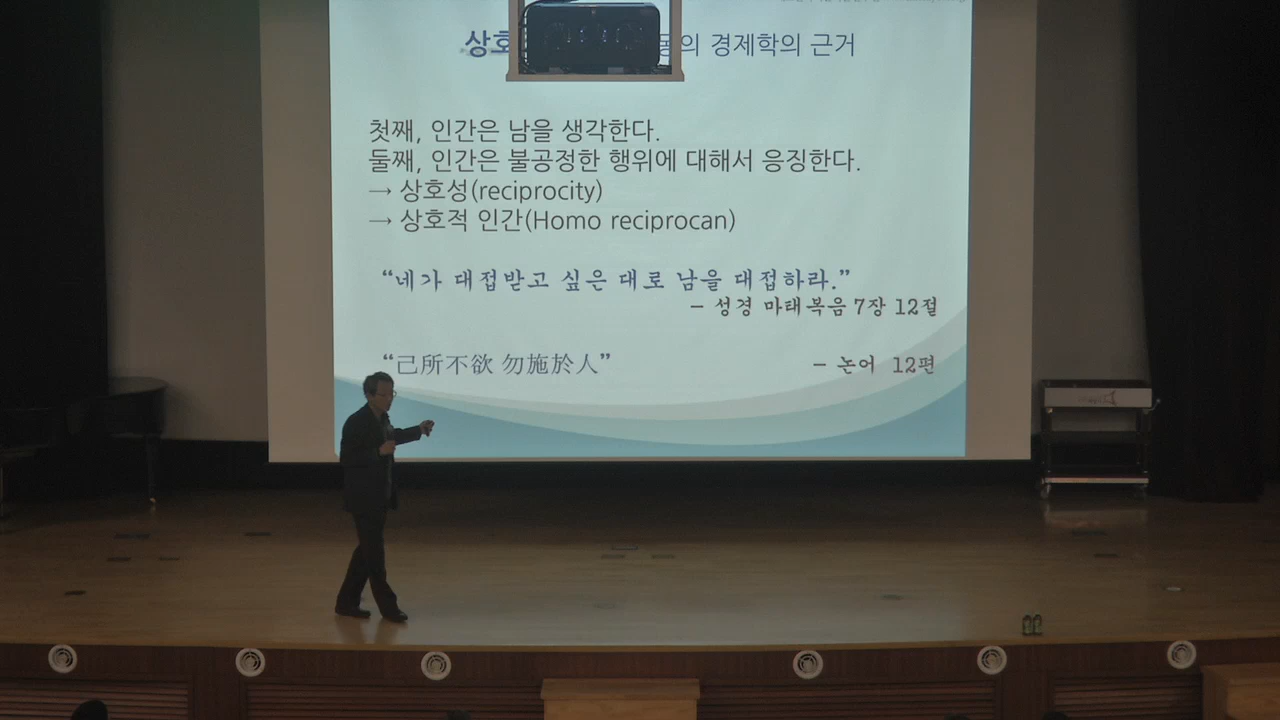 상호 동의 경제학의 근거
첫째, 인간은 남을 생각한다.
둘째, 인간은 불공정한 행위에 대해서 응징한다.
→ 상호성(reciprocity)
→ 상호적 인간(Homo reciprocan)
“네가 대접받고 싶은 대로 남을 대접하라.”
– 성경 마태복음 7장 12절
“己所不欲 勿施於人” – 논어 12편